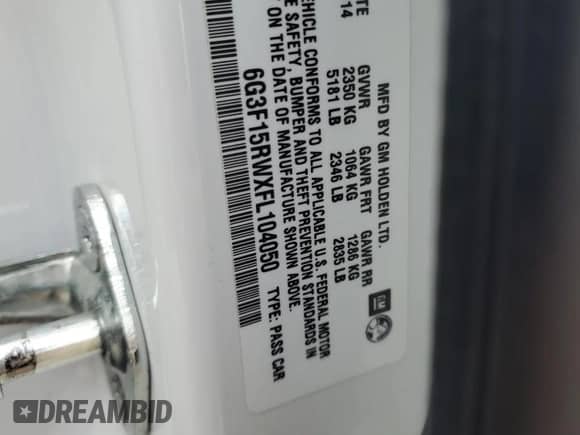 MFD BY GM HOLDEN LTD.
TE
14
GVWR GAWR FRT GAWR RR
2350 KG 1064 KG 1286 KG
5181 LB 2346 LB 2835 LB
VEHICLE CONFORMS TO ALL APPLICABLE U.S. FEDERAL MOTOR
E SAFETY, BUMPER AND THEFT PREVENTION STANDARDS IN
ON THE DATE OF MANUFACTURE SHOWN ABOVE.
6G3F15RWXFL104050 TYPE: PASS CAR
GM
DREAMBID